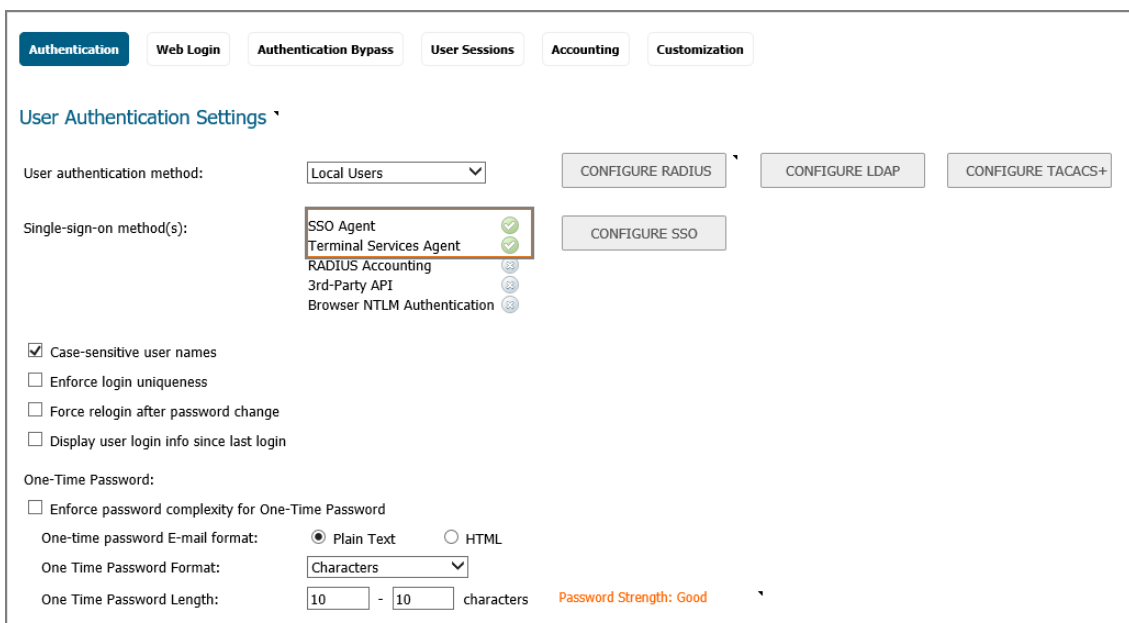 Authentication Web Login Authentication Bypass User Sessions Accounting Customization
User Authentication Settings
User authentication method: Local Users CONFIGURE RADIUS CONFIGURE LDAP CONFIGURE TACACS+
Single-sign-on method(s): SSO Agent CONFIGURE SSO
Terminal Services Agent
RADIUS Accounting
3rd-Party API
Browser NTLM Authentication
Case-sensitive user names
Enforce login uniqueness
Force relogin after password change
Display user login info since last login
One-Time Password:
Enforce password complexity for One-Time Password
One-time password E-mail format: Plain Text HTML
One Time Password Format: Characters
One Time Password Length: 10 - 10 characters Password Strength: Good